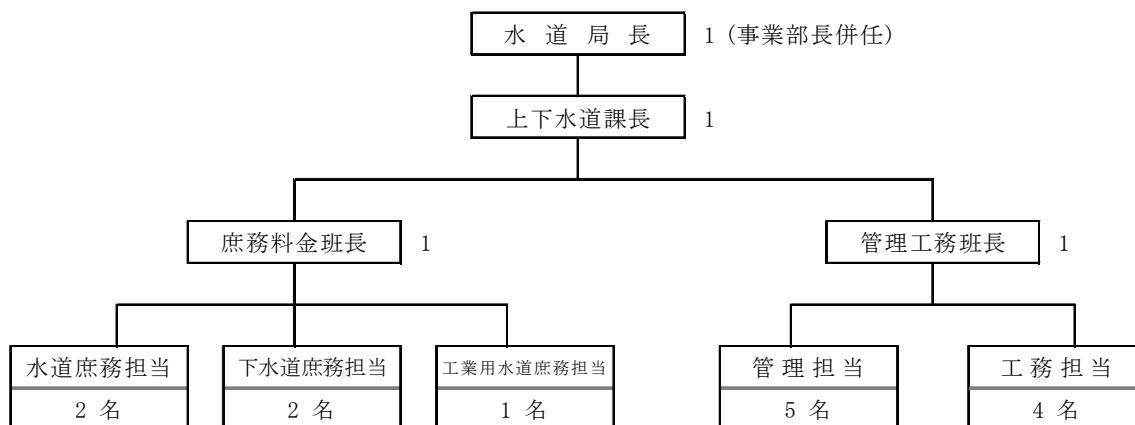 水 道 局 長 1 (事業部長併任)
上下水道課長 1
庶務料金班長 1 管理工務班長 1
水道庶務担当 下水道庶務担当 工業用水道庶務担当 管 理 担 当 工 務 担 当
2 名 2 名 1 名 5 名 4 名